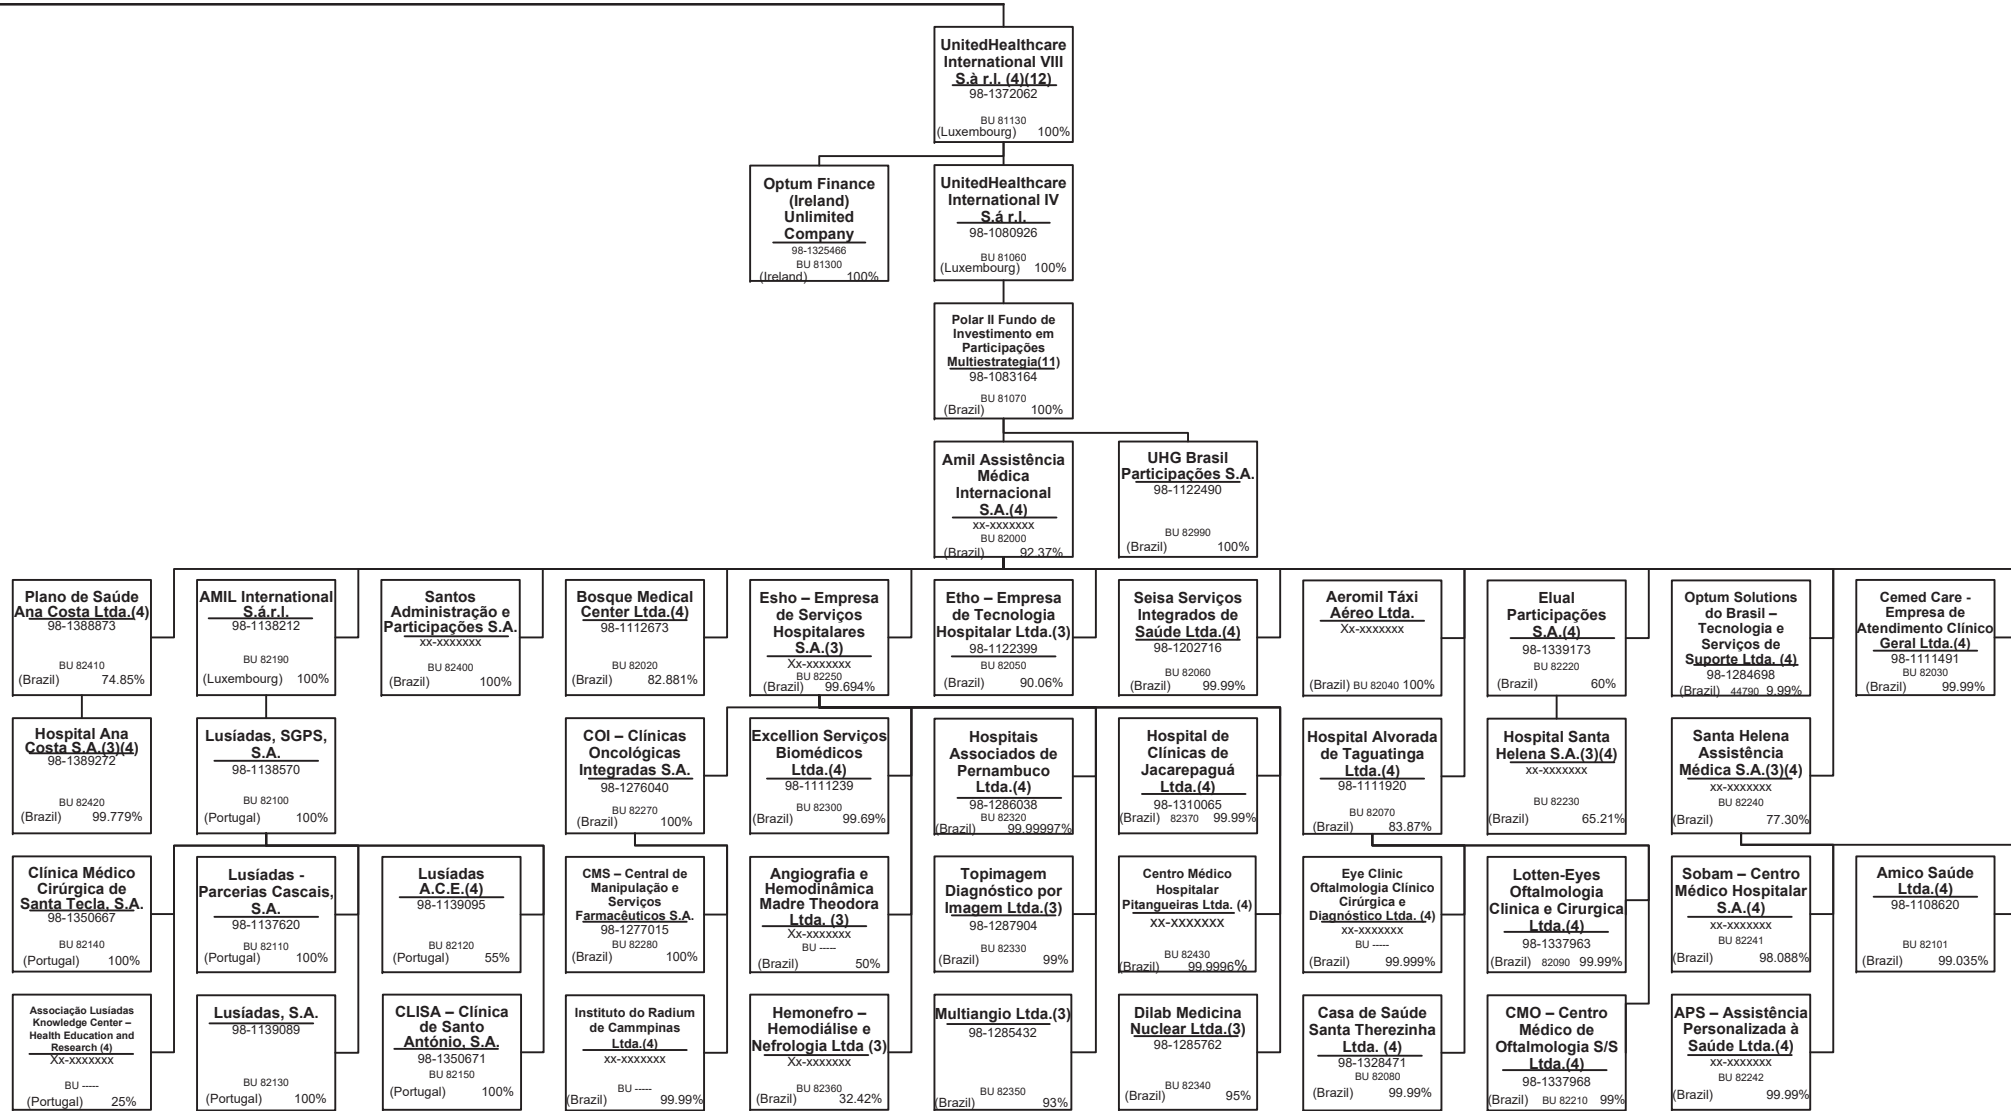 UnitedHealthcare
International VIII
S.à r.l. (4)(12)
98-1372062
BU 81130
(Luxembourg) 100%
Optum Finance
(Ireland)
Unlimited
Company
98-1325466
BU 81300
(Ireland) 100%
UnitedHealthcare
International IV
S.á r.l.
98-1080926
BU 81060
(Luxembourg) 100%
Polar II Fundo de
Investimento em
Participações
Multiestrategia(11)
98-1083164
BU 81070
(Brazil) 100%
Amil Assistência
Médica
Internacional
S.A.(4)
xx-xxxxxxx
BU 82000
(Brazil) 92.37%
UHG Brasil
Participações S.A.
98-1122490
BU 82990
(Brazil) 100%
Plano de Saúde
Ana Costa Ltda.(4)
98-1388873
BU 82410
(Brazil) 74.85%
AMIL International
S.á.r.l.
98-1138212
BU 82190
(Luxembourg) 100%
Santos
Administração e
Participações S.A.
xx-xxxxxxx
BU 82400
(Brazil) 100%
Bosque Medical
Center Ltda.(4)
98-1112673
BU 82020
(Brazil) 82.881%
Esho – Empresa
de Serviços
Hospitalares
S.A.(3)
Xx-xxxxxxx
BU 82250
(Brazil) 99.694%
Etho – Empresa
de Tecnologia
Hospitalar Ltda.(3)
98-1122399
BU 82050
(Brazil) 90.06%
Seisa Serviços
Integrados de
Saúde Ltda.(4)
98-1202716
BU 82060
(Brazil) 99.99%
Aeromil Táxi
Aéreo Ltda.
Xx-xxxxxxx
(Brazil) BU 82040 100%
Elual
Participações
S.A.(4)
98-1339173
BU 82220
(Brazil) 60%
Optum Solutions
do Brasil –
Tecnologia e
Serviços de
Suporte Ltda. (4)
98-1284698
(Brazil) 44790 9.99%
Cemed Care -
Empresa de
Atendimento Clínico
Geral Ltda.(4)
98-1111491
BU 82030
(Brazil) 99.99%
Hospital Ana
Costa S.A.(3)(4)
98-1389272
BU 82420
(Brazil) 99.779%
Lusíadas, SGPS,
S.A.
98-1138570
BU 82100
(Portugal) 100%
COI – Clínicas
Oncológicas
Integradas S.A.
98-1276040
BU 82270
(Brazil) 100%
Excellion Serviços
Biomédicos
Ltda.(4)
98-1111239
BU 82300
(Brazil) 99.69%
Hospitais
Associados de
Pernambuco
Ltda.(4)
98-1286038
BU 82320
(Brazil) 99.99997%
Hospital de
Clínicas de
Jacarepaguá
Ltda.(4)
98-1310065
(Brazil) 82370 99.99%
Hospital Alvorada
de Taguatinga
Ltda.(4)
98-1111920
BU 82070
(Brazil) 83.87%
Hospital Santa
Helena S.A.(3)(4)
xx-xxxxxxx
BU 82230
(Brazil) 65.21%
Santa Helena
Assistência
Médica S.A.(3)(4)
xx-xxxxxxx
BU 82240
(Brazil) 77.30%
Clínica Médico
Cirúrgica de
Santa Tecla, S.A.
98-1350667
BU 82140
(Portugal) 100%
Lusíadas -
Parcerias Cascais,
S.A.
98-1137620
BU 82110
(Portugal) 100%
Lusíadas
A.C.E.(4)
98-1139095
BU 82120
(Portugal) 55%
CMS – Central de
Manipulação e
Serviços
Farmacêuticos S.A.
98-1277015
BU 82280
(Brazil) 100%
Angiografia e
Hemodinâmica
Madre Theodora
Ltda. (3)
Xx-xxxxxxx
BU -----
(Brazil) 50%
Topimagem
Diagnóstico por
Imagem Ltda.(3)
98-1287904
BU 82330
(Brazil) 99%
Centro Médico
Hospitalar
Pitangueiras Ltda. (4)
xx-xxxxxxx
BU 82430
(Brazil) 99.9996%
Eye Clinic
Oftalmologia Clínico
Cirúrgica e
Diagnóstico Ltda. (4)
xx-xxxxxxx
BU -----
(Brazil) 99.999%
Lotten-Eyes
Oftalmologia
Clinica e Cirurgica
Ltda.(4)
98-1337963
(Brazil) 82090 99.99%
Sobam – Centro
Médico Hospitalar
S.A.(4)
xx-xxxxxxx
BU 82241
(Brazil) 98.088%
Amico Saúde
Ltda.(4)
98-1108620
BU 82101
(Brazil) 99.035%
Associação Lusíadas
Knowledge Center –
Health Education and
Research (4)
Xx-xxxxxxx
BU -----
(Portugal) 25%
Lusíadas, S.A.
98-1139089
BU 82130
(Portugal) 100%
CLISA – Clínica
de Santo
António, S.A.
98-1350671
BU 82150
(Portugal) 100%
Instituto do Radium
de Cammpinas
Ltda.(4)
xx-xxxxxxx
BU -----
(Brazil) 99.99%
Hemonefro –
Hemodiálise e
Nefrologia Ltda (3)
Xx-xxxxxxx
BU 82360
(Brazil) 32.42%
Multiangio Ltda.(3)
98-1285432
BU 82350
(Brazil) 93%
Dilab Medicina
Nuclear Ltda.(3)
98-1285762
BU 82340
(Brazil) 95%
Casa de Saúde
Santa Therezinha
Ltda. (4)
98-1328471
BU 82080
(Brazil) 99.99%
CMO – Centro
Médico de
Oftalmologia S/S
Ltda.(4)
98-1337968
(Brazil) BU 82210 99%
APS – Assistência
Personalizada à
Saúde Ltda.(4)
xx-xxxxxxx
BU 82242
(Brazil) 99.99%